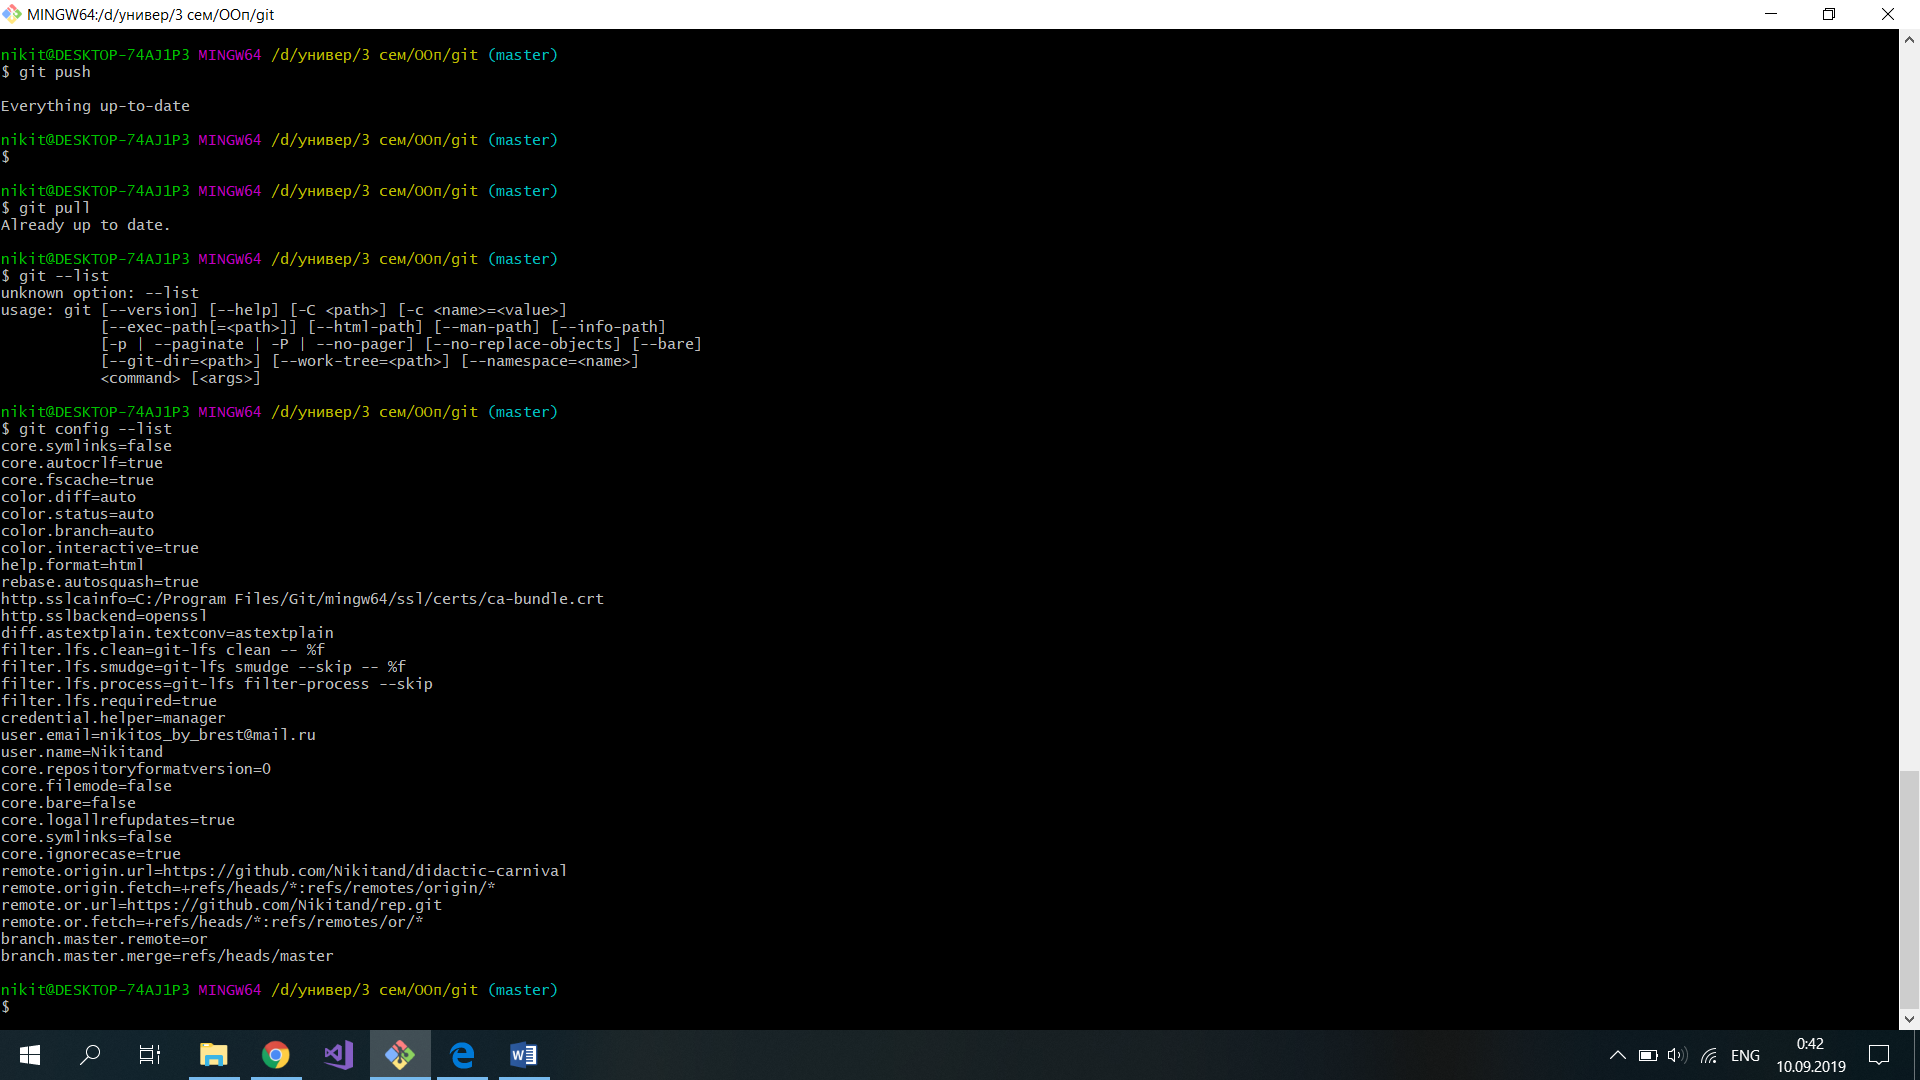 MINGW64:/d/универ/3 сем/ООп/git
nikit@DESKTOP-74AJ1P3 MINGW64 /d/универ/3 сем/ООп/git (master)
$ git push
Everything up-to-date
nikit@DESKTOP-74AJ1P3 MINGW64 /d/универ/3 сем/ООп/git (master)
$
nikit@DESKTOP-74AJ1P3 MINGW64 /d/универ/3 сем/ООп/git (master)
$ git pull
Already up to date.
nikit@DESKTOP-74AJ1P3 MINGW64 /d/универ/3 сем/ООп/git (master)
$ git --list
unknown option: --list
usage: git [--version] [--help] [-C <path>] [-c <name>=<value>]
           [--exec-path[=<path>]] [--html-path] [--man-path] [--info-path]
           [-p | --paginate | -P | --no-pager] [--no-replace-objects] [--bare]
           [--git-dir=<path>] [--work-tree=<path>] [--namespace=<name>]
           <command> [<args>]
nikit@DESKTOP-74AJ1P3 MINGW64 /d/универ/3 сем/ООп/git (master)
$ git config --list
core.symlinks=false
core.autocrlf=true
core.fscache=true
color.diff=auto
color.status=auto
color.branch=auto
color.interactive=true
help.format=html
rebase.autosquash=true
http.sslcainfo=C:/Program Files/Git/mingw64/ssl/certs/ca-bundle.crt
http.sslbackend=openssl
diff.astextplain.textconv=astextplain
filter.lfs.clean=git-lfs clean -- %f
filter.lfs.smudge=git-lfs smudge --skip -- %f
filter.lfs.process=git-lfs filter-process --skip
filter.lfs.required=true
credential.helper=manager
user.email=nikitos_by_brest@mail.ru
user.name=Nikitand
core.repositoryformatversion=0
core.filemode=false
core.bare=false
core.logallrefupdates=true
core.symlinks=false
core.ignorecase=true
remote.origin.url=https://github.com/Nikitand/didactic-carnival
remote.origin.fetch=+refs/heads/*:refs/remotes/origin/*
remote.or.url=https://github.com/Nikitand/rep.git
remote.or.fetch=+refs/heads/*:refs/remotes/or/*
branch.master.remote=or
branch.master.merge=refs/heads/master
nikit@DESKTOP-74AJ1P3 MINGW64 /d/универ/3 сем/ООп/git (master)
$
ENG
0:42
10.09.2019